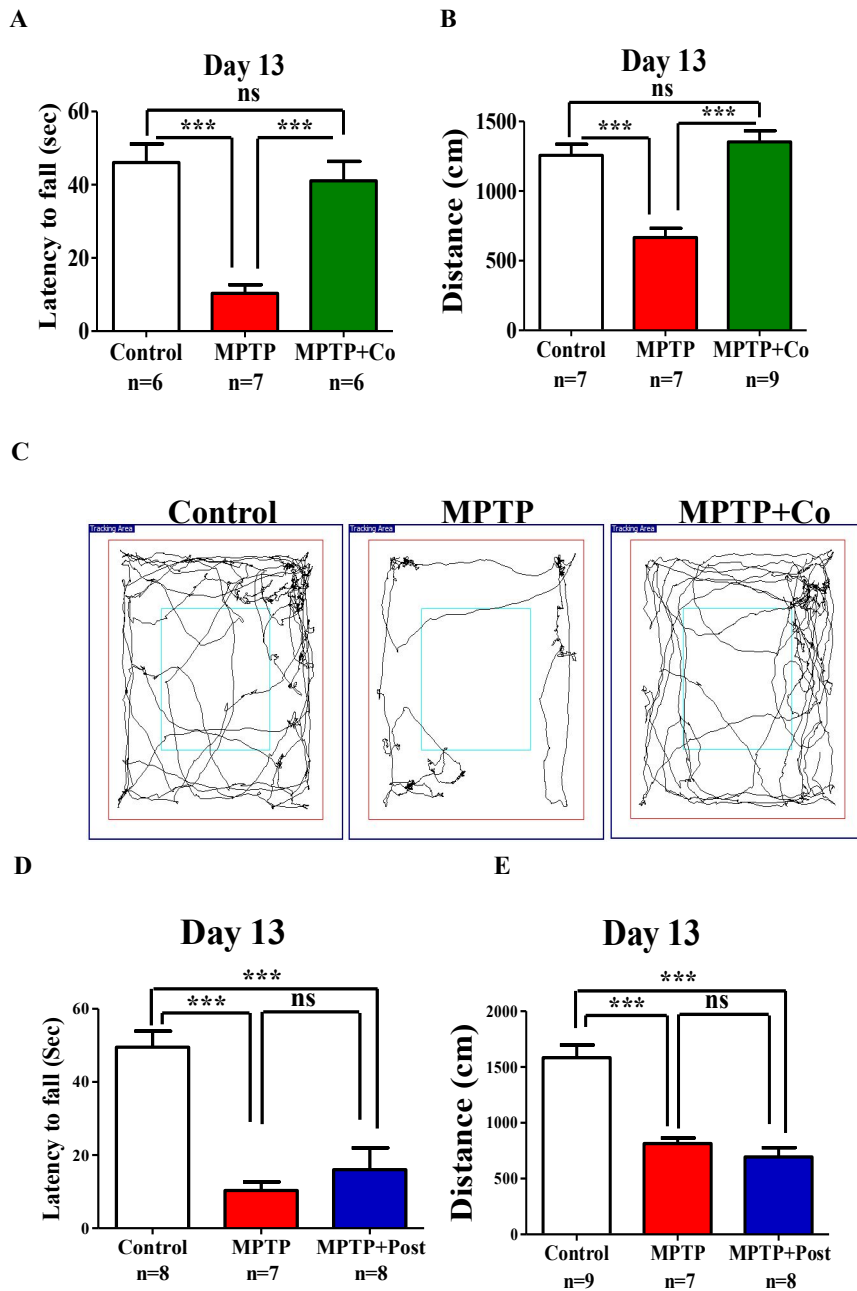 A
Day 13
ns
***
***
Latency to fall (sec)
60
40
20
0
Control
MPTP
MPTP+Co
n=6
n=7
n=6
B
Day 13
ns
***
***
Distance (cm)
1500
1000
500
0
Control
MPTP
MPTP+Co
n=7
n=7
n=9
C
Control
MPTP
MPTP+Co
Tracking Area
Tracking Area
Tracking Area
D
Day 13
***
***
ns
Latency to fall (Sec)
60
40
20
0
Control
MPTP
MPTP+Post
n=8
n=7
n=8
E
Day 13
***
***
ns
Distance (cm)
2000
1500
1000
500
0
Control
MPTP
MPTP+Post
n=9
n=7
n=8